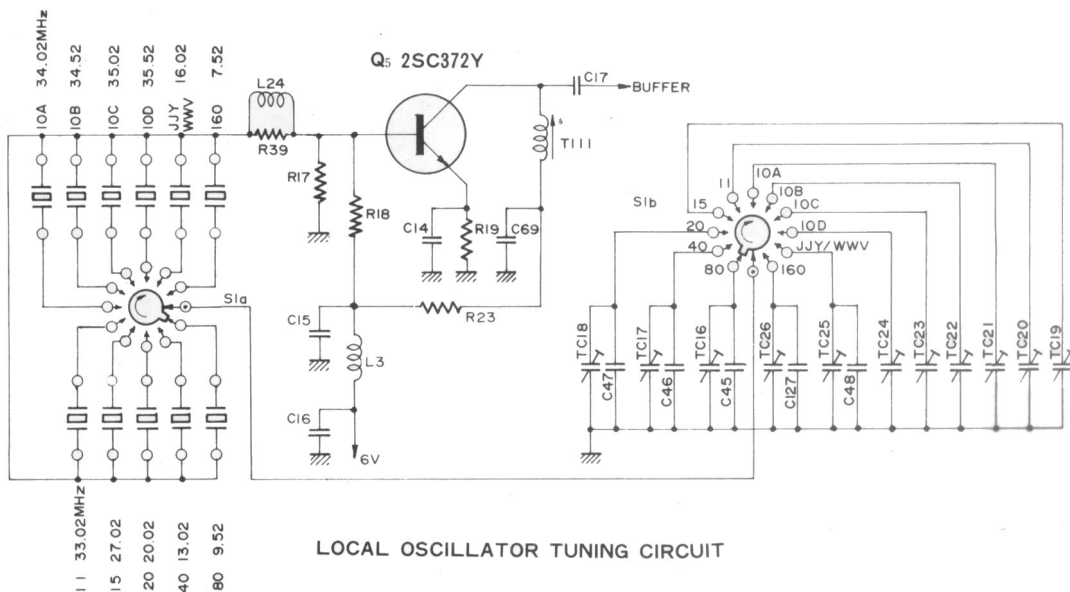 34.02MHz
34.52
35.02
35.52
16.02
7.52
10A
10B
10C
10D
JJY
WWV
160
Q5 2SC372Y
L24
R39
R17
R18
C14
R19
C69
C17
BUFFER
T111
S1a
C15
L3
R23
C16
6V
S1b
15
11
10A
10B
10C
10D
JJY/WWV
20
40
80
160
TC18
C47
TC17
C46
TC16
C45
TC26
C127
TC25
C48
TC24
TC23
TC22
TC21
TC20
TC19
11 33.02MHz
15 27.02
20 20.02
40 13.02
80 9.52
LOCAL OSCILLATOR TUNING CIRCUIT